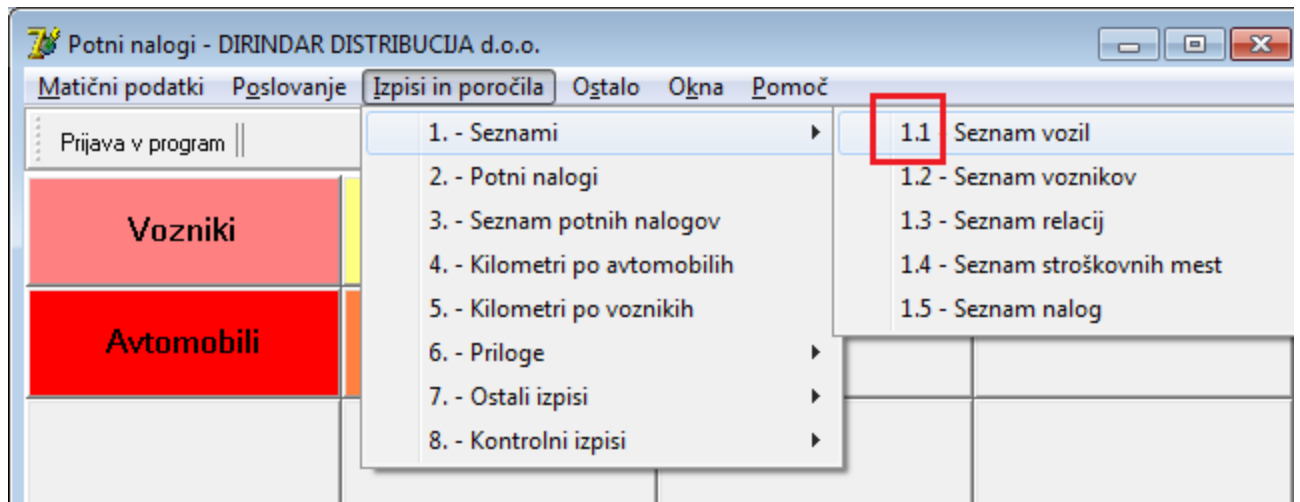 Potni nalogi - DIRINDAR DISTRIBUCIJA d.o.o.
Matični podatki Poslovanje Izpisi in poročila Ostalo Okna Pomoč
Prijava v program
1. - Seznami
2. - Potni nalogi
3. - Seznam potnih nalogov
4. - Kilometri po avtomobilih
5. - Kilometri po voznikih
6. - Priloge
7. - Ostali izpisi
8. - Kontrolni izpisi
1.1 - Seznam vozil
1.2 - Seznam voznikov
1.3 - Seznam relacij
1.4 - Seznam stroškovnih mest
1.5 - Seznam nalog
Vozniki
Avtomobili